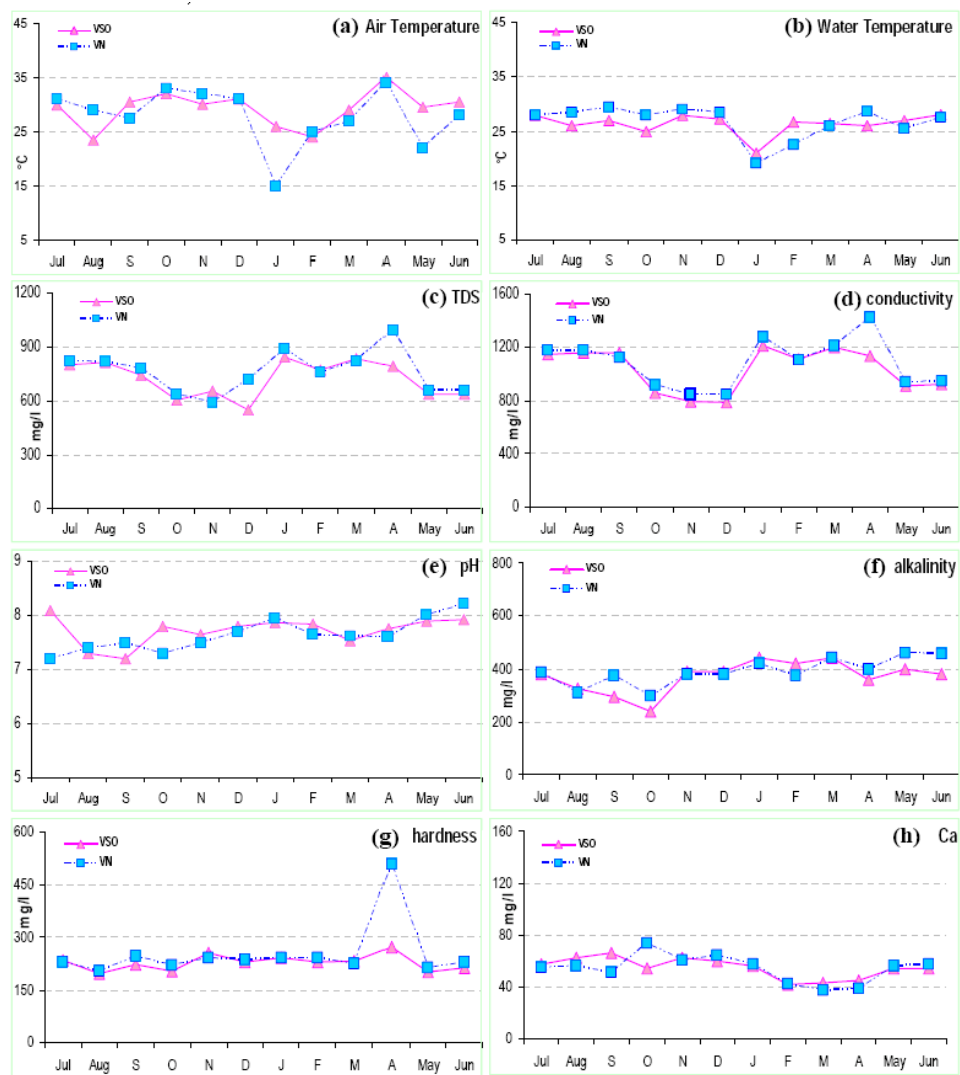 (a) Air Temperature
VSO
VN
45
35
25
15
5
°C
Jul Aug S O N D J F M A May Jun
(b) Water Temperature
VSO
VN
45
35
25
15
5
°C
Jul Aug S O N D J F M A May Jun
(c) TDS
VSO
VN
1200
900
600
300
0
mg/l
Jul Aug S O N D J F M A May Jun
(d) conductivity
VSO
VN
1600
1200
800
400
0
Jul Aug S O N D J F M A May Jun
(e) pH
VSO
VN
9
8
7
6
5
Jul Aug S O N D J F M A May Jun
(f) alkalinity
VSO
VN
800
600
400
200
0
mg/l
Jul Aug S O N D J F M A May Jun
(g) hardness
VSO
VN
600
450
300
150
0
mg/l
Jul Aug S O N D J F M A May Jun
(h) Ca
VSO
VN
160
120
80
40
0
mg/l
Jul Aug S O N D J F M A May Jun